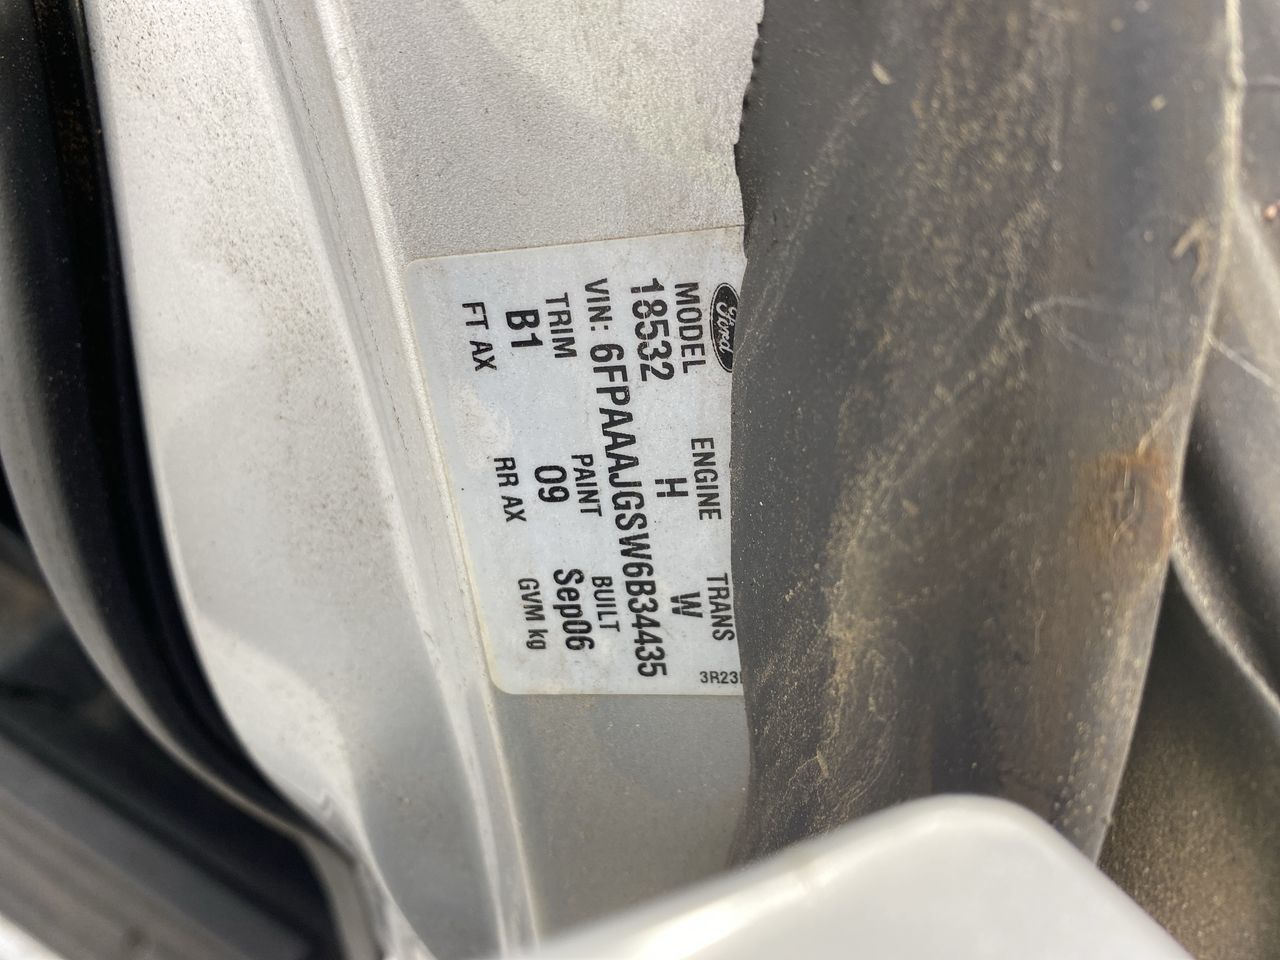 Ford
MODEL ENGINE TRANS
18532 H W
VIN: 6FPAAAJGSW6B34435
TRIM PAINT BUILT
B1 09 Sep06
FT AX RR AX GVM kg
3R23